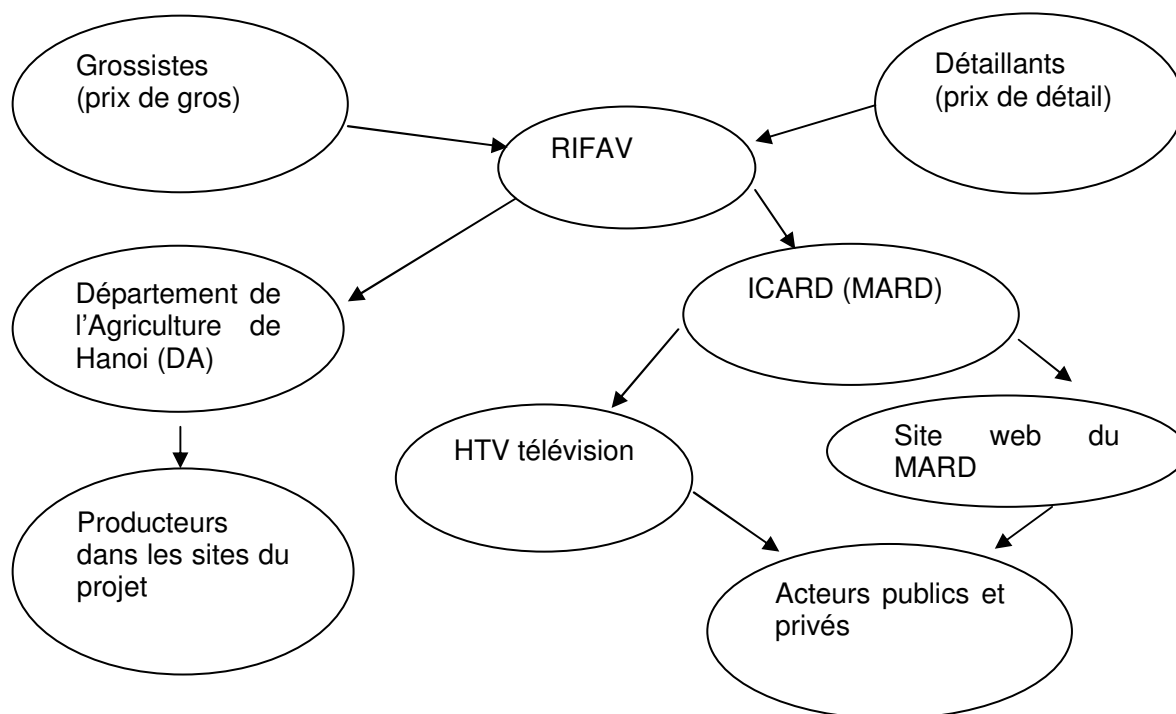 Grossistes
(prix de gros)
Détaillants
(prix de détail)
RIFAV
Département de
l'Agriculture de
Hanoi (DA)
ICARD (MARD)
HTV télévision
Site web du
MARD
Producteurs
dans les sites du
projet
Acteurs publics et
privés